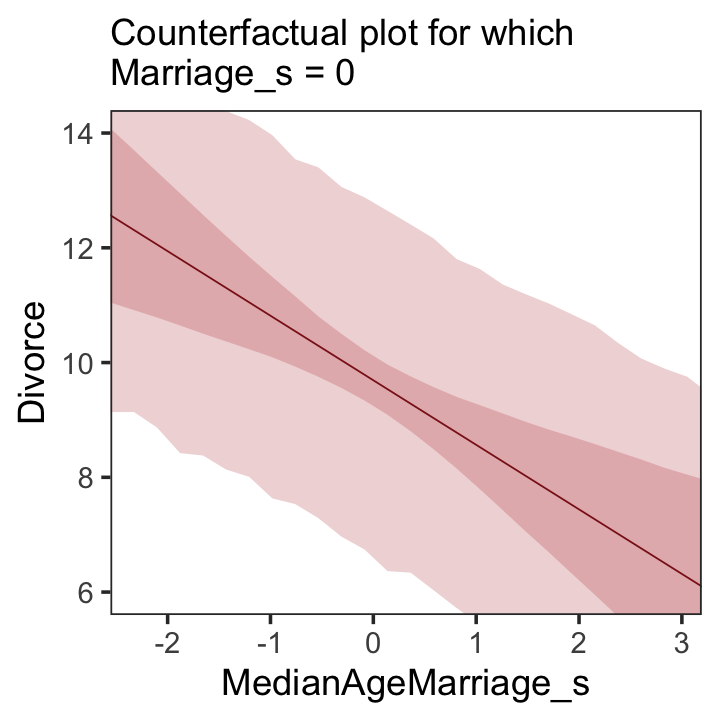 Counterfactual plot for which
Marriage_s = 0
14
12
10
8
6
Divorce
-2 -1 0 1 2 3
MedianAgeMarriage_s